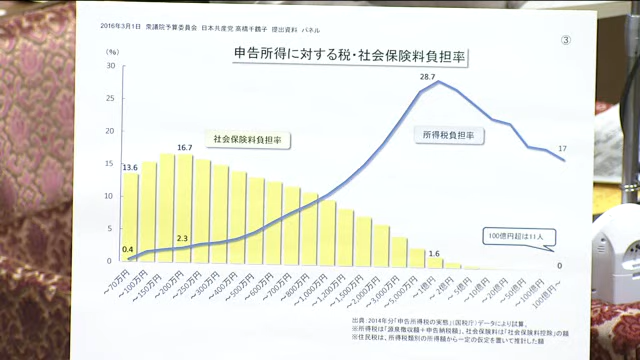 2016年3月1日 衆議院予算委員会 日本共産党 高橋千鶴子 提出資料 パネル
③
申告所得に対する税・社会保険料負担率
(%)
30
25
20
15
10
5
0
28.7
社会保険料負担率
所得税負担率
16.7
17
13.6
2.3
0.4
1.6
0
100億円超は11人
～70万円
～100万円
～150万円
～200万円
～250万円
～300万円
～400万円
～500万円
～600万円
～700万円
～800万円
～1,000万円
～1,200万円
～1,500万円
～2,000万円
～3,000万円
～5,000万円
～1億円
～2億円
～5億円
～10億円
～20億円
～50億円
～100億円
100億円～
出典:2014年分「申告所得税の実態」(国税庁)データにより試算。
※所得税は「源泉徴収額+申告納税額」、社会保険料は「社会保険料控除」の額
※住民税は、所得税類別の所得額から一定の仮定を置いて推計した額